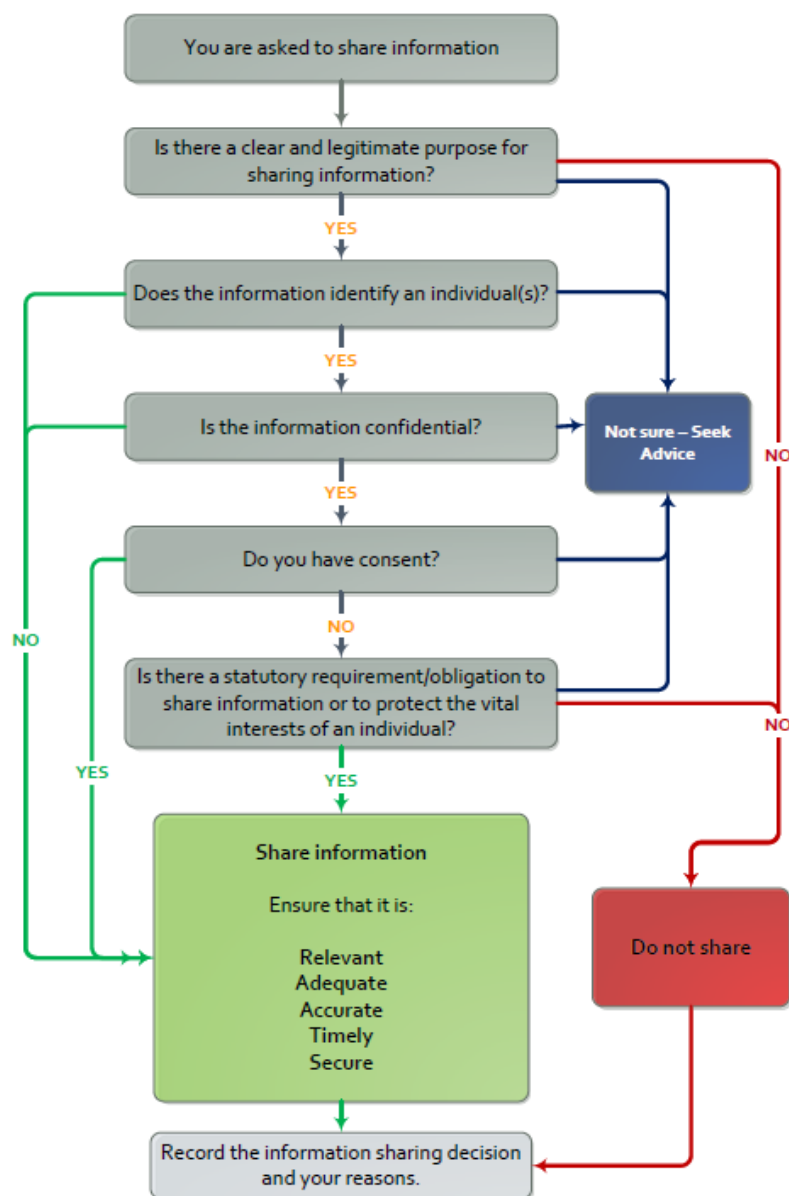 You are asked to share information
Is there a clear and legitimate purpose for
sharing information?
YES
Does the information identify an individual(s)?
YES
Is the information confidential?
Not sure – Seek
Advice
NO
YES
Do you have consent?
NO
NO
Is there a statutory requirement/obligation to
share information or to protect the vital
interests of an individual?
NO
YES
YES
Share information
Ensure that it is:
Relevant
Adequate
Accurate
Timely
Secure
Do not share
Record the information sharing decision
and your reasons.